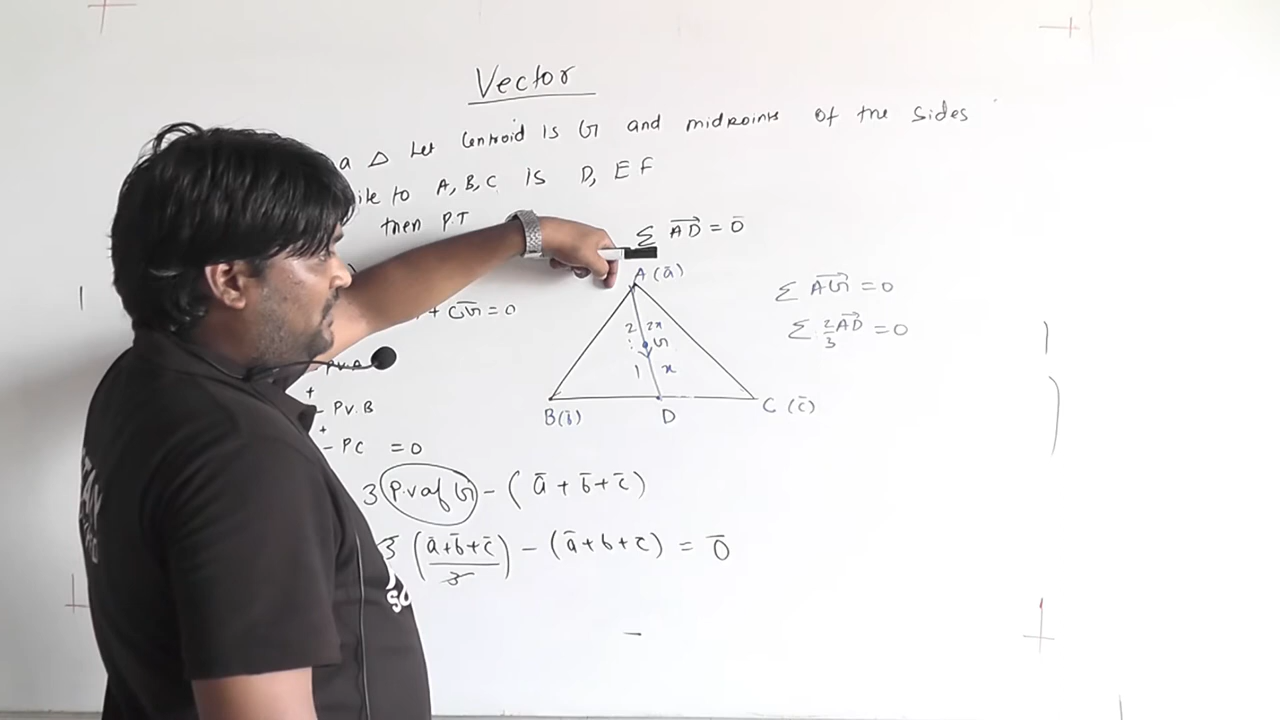 Vector
a Δ Let Centroid is G and midpoints of the sides
to A, B, C is D, E F
then P.T
Σ AD⃗ = 0̄
A (ā)
Σ AG⃗ = 0
+ CG⃗ = 0
Σ 2/3 AD⃗ = 0
2 2x
G
1 x
P.V.A
+
- P.V.B
B(b̄) D C (c̄)
+
- PC = 0
3 (P.V of G) - (ā + b̄ + c̄)
3 (ā+b̄+c̄)/3 - (ā + b + c̄) = 0̄